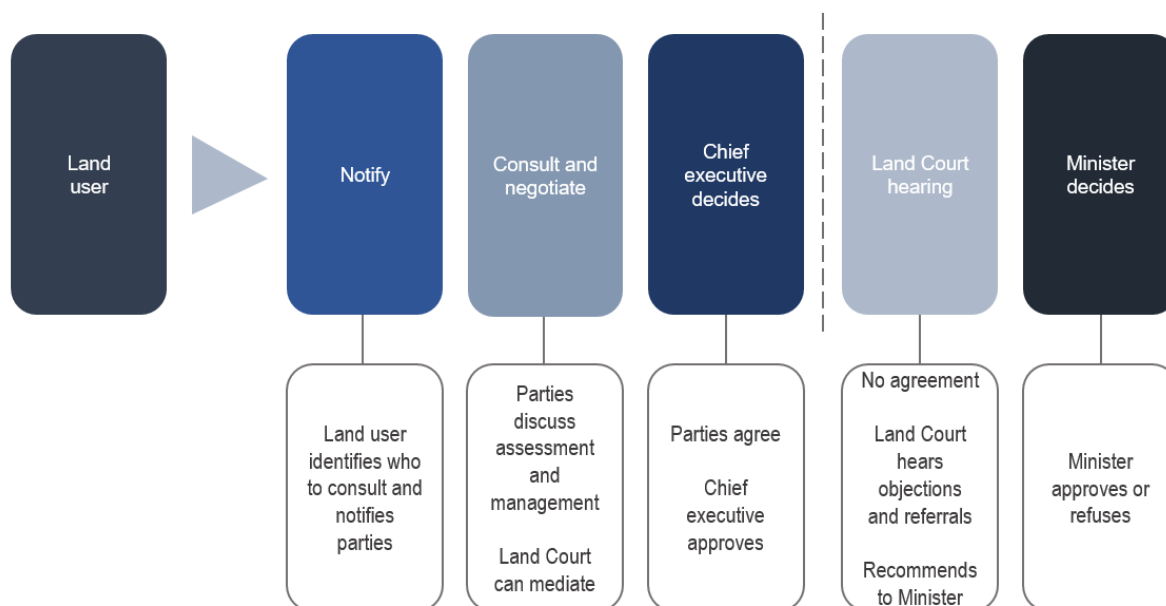 Land
user
Notify
Consult and
negotiate
Chief
executive
decides
Land Court
hearing
Minister
decides
Land user
identifies who
to consult and
notifies
parties
Parties
discuss
assessment
and
management
Land Court
can mediate
Parties agree
Chief
executive
approves
No agreement
Land Court
hears
objections
and referrals
Recommends
to Minister
Minister
approves or
refuses